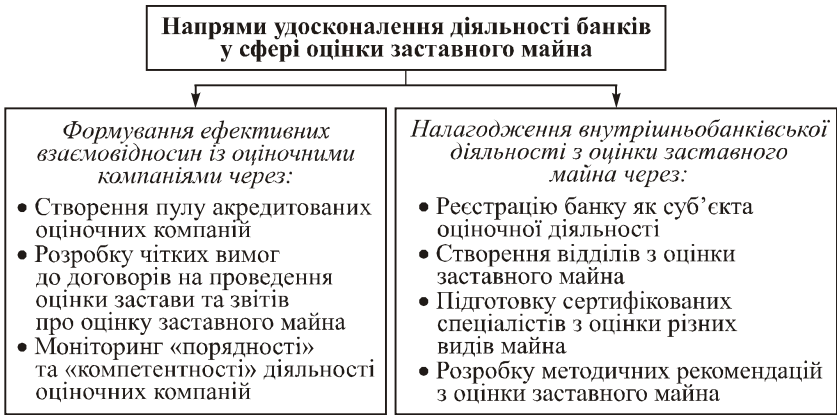 Напрями удосконалення діяльності банків
у сфері оцінки заставного майна
Формування ефективних
взаємовідносин із оціночними
компаніями через:
• Створення пулу акредитованих
оціночних компаній
• Розробку чітких вимог
до договорів на проведення
оцінки застави та звітів
про оцінку заставного майна
• Моніторинг «порядності»
та «компетентності» діяльності
оціночних компаній
Налагодження внутрішньобанківської
діяльності з оцінки заставного
майна через:
• Реєстрацію банку як суб’єкта
оціночної діяльності
• Створення відділів з оцінки
заставного майна
• Підготовку сертифікованих
спеціалістів з оцінки різних
видів майна
• Розробку методичних рекомендацій
з оцінки заставного майна